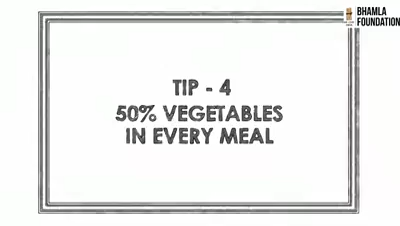 BHAMLA
FOUNDATION
TIP - 4
50% VEGETABLES
IN EVERY MEAL